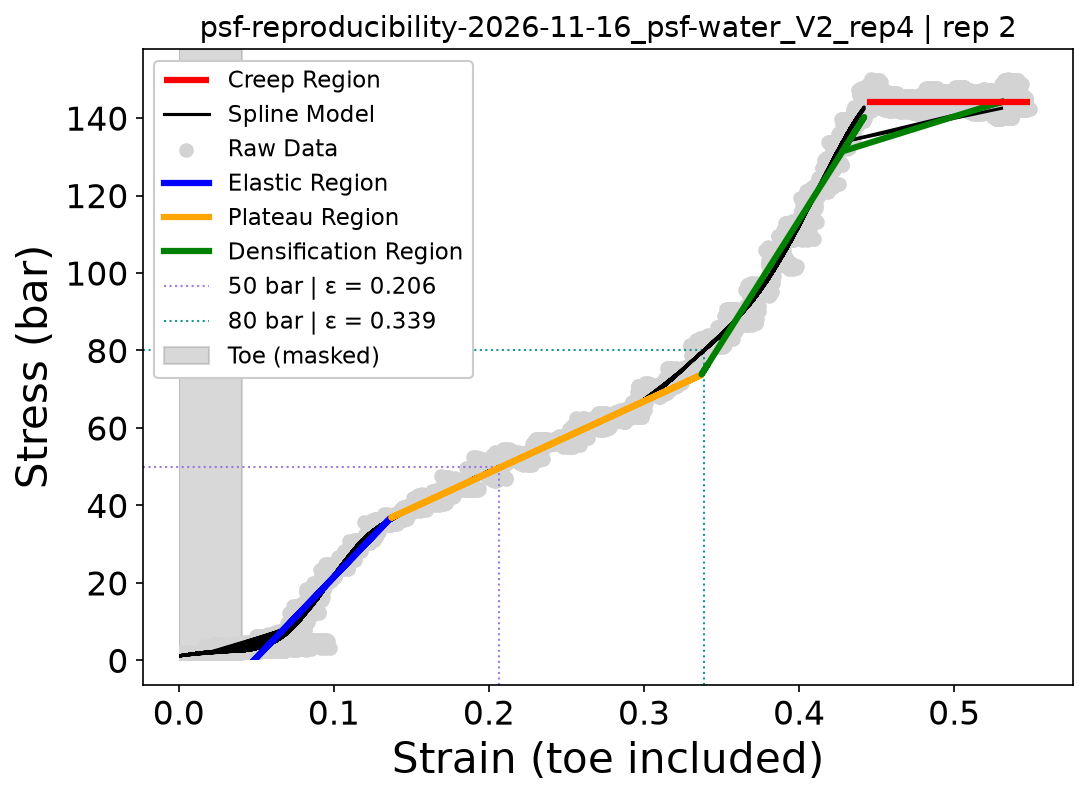 psf-reproducibility-2026-11-16_psf-water_V2_rep4 | rep 2
Creep Region
Spline Model
Raw Data
Elastic Region
Plateau Region
Densification Region
50 bar | ε = 0.206
80 bar | ε = 0.339
Toe (masked)
Stress (bar)
140
120
100
80
60
40
20
0
0.0 0.1 0.2 0.3 0.4 0.5
Strain (toe included)